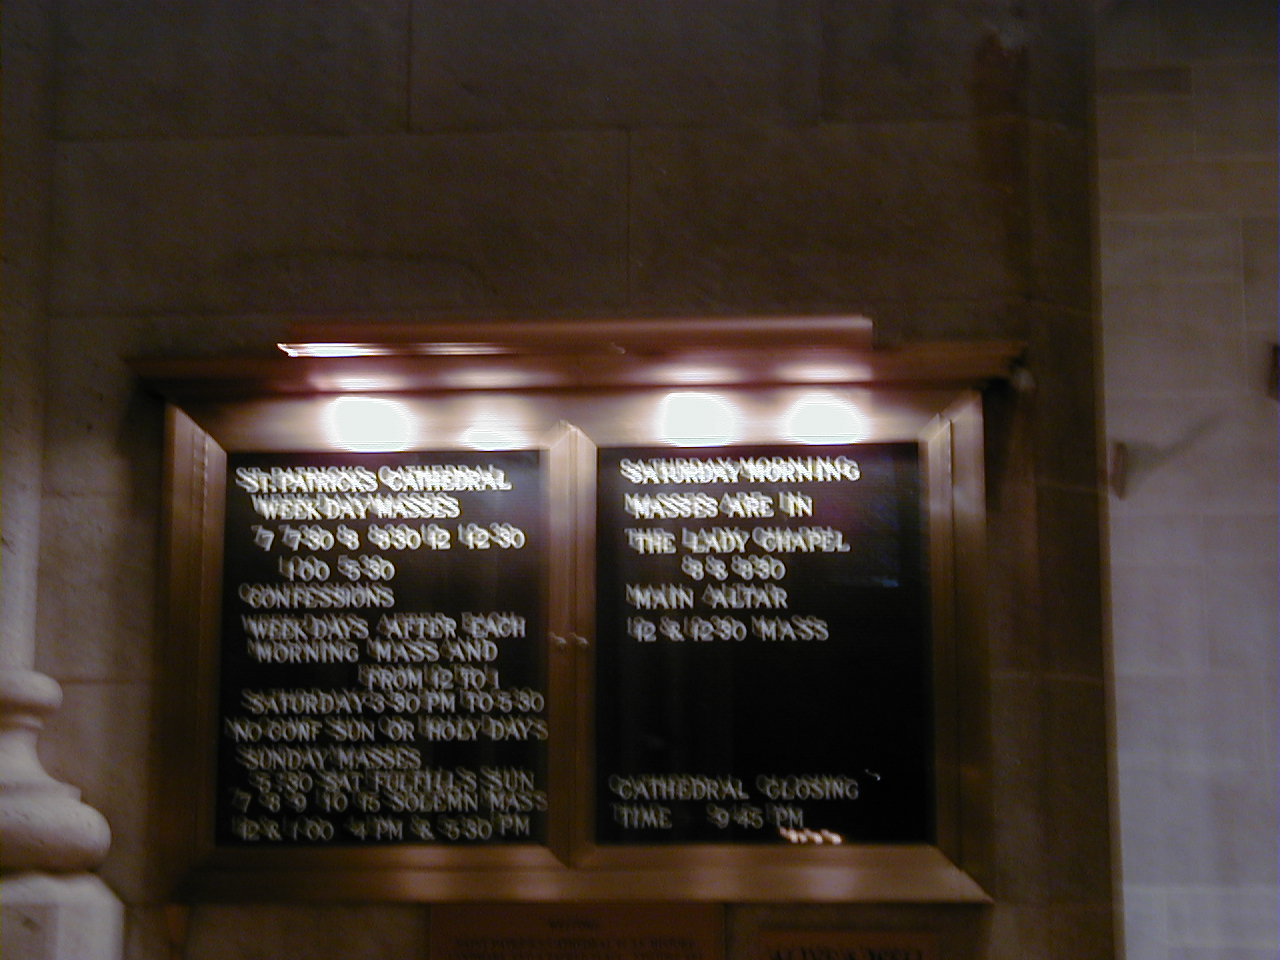 ST. PATRICKS CATHEDRAL
WEEK DAY MASSES
7 7 30 8 8 30 12 12 30
1 00 5 30
CONFESSIONS
WEEK DAYS AFTER EACH
MORNING MASS AND
FROM 12 TO 1
SATURDAY 3 30 PM TO 5 30
NO CONF SUN OR HOLY DAYS
SUNDAY MASSES
5 30 SAT FULFILLS SUN
7 8 9 10 15 SOLEMN MASS
12 & 1 00 4 PM & 5 30 PM
SATURDAY MORNING
MASSES ARE IN
THE LADY CHAPEL
8 & 8 30
MAIN ALTAR
12 & 12 30 MASS
CATHEDRAL CLOSING
TIME 9 45 PM
WELCOME